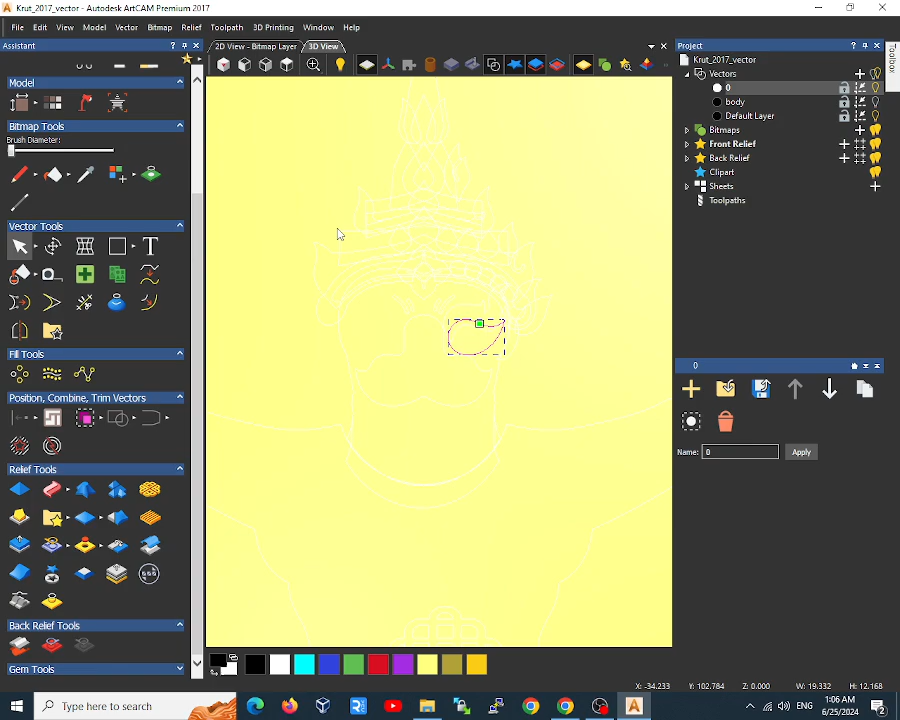 Krut_2017_vector - Autodesk ArtCAM Premium 2017
File Edit View Model Vector Bitmap Relief Toolpath 3D Printing Window Help
Assistant
2D View - Bitmap Layer
3D View
Project
Toolbox
Krut_2017_vector
Vectors
0
body
Default Layer
Bitmaps
Front Relief
Back Relief
Clipart
Sheets
Toolpaths
Model
Bitmap Tools
Brush Diameter:
Vector Tools
Fill Tools
Position, Combine, Trim Vectors
Relief Tools
Back Relief Tools
Gem Tools
0
Name: 0 Apply
X: -34.233 Y: 102.784 Z: 0.000 W: 19.332 H: 12.168
Type here to search
ENG
1:06 AM
6/25/2024
2